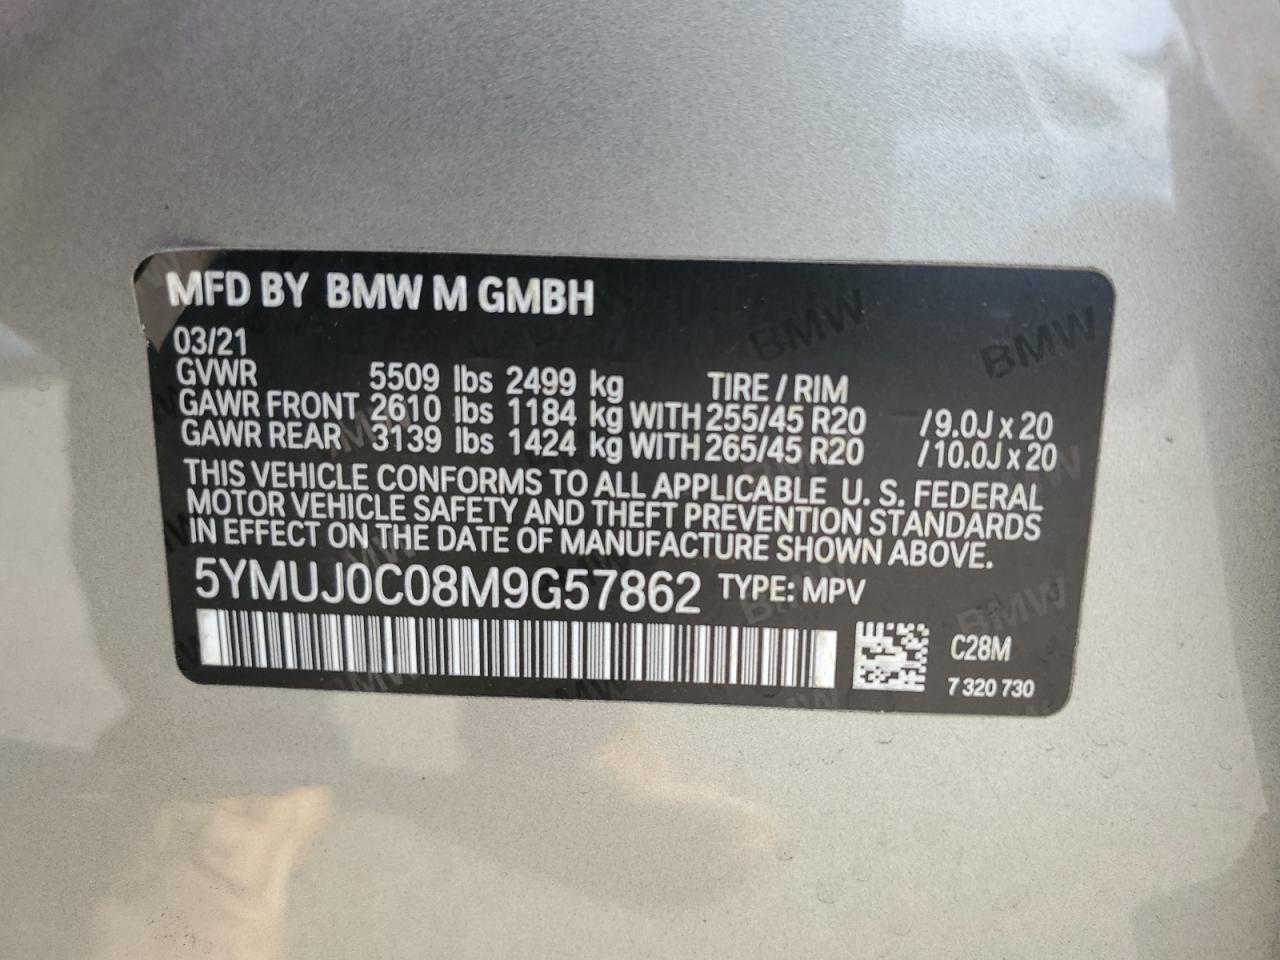 MFD BY BMW M GMBH
03/21
GVWR 5509 lbs 2499 kg TIRE / RIM
GAWR FRONT 2610 lbs 1184 kg WITH 255/45 R20 / 9.0J x 20
GAWR REAR 3139 lbs 1424 kg WITH 265/45 R20 / 10.0J x 20
THIS VEHICLE CONFORMS TO ALL APPLICABLE U. S. FEDERAL
MOTOR VEHICLE SAFETY AND THEFT PREVENTION STANDARDS
IN EFFECT ON THE DATE OF MANUFACTURE SHOWN ABOVE.
5YMUJ0C08M9G57862 TYPE: MPV
C28M
7 320 730